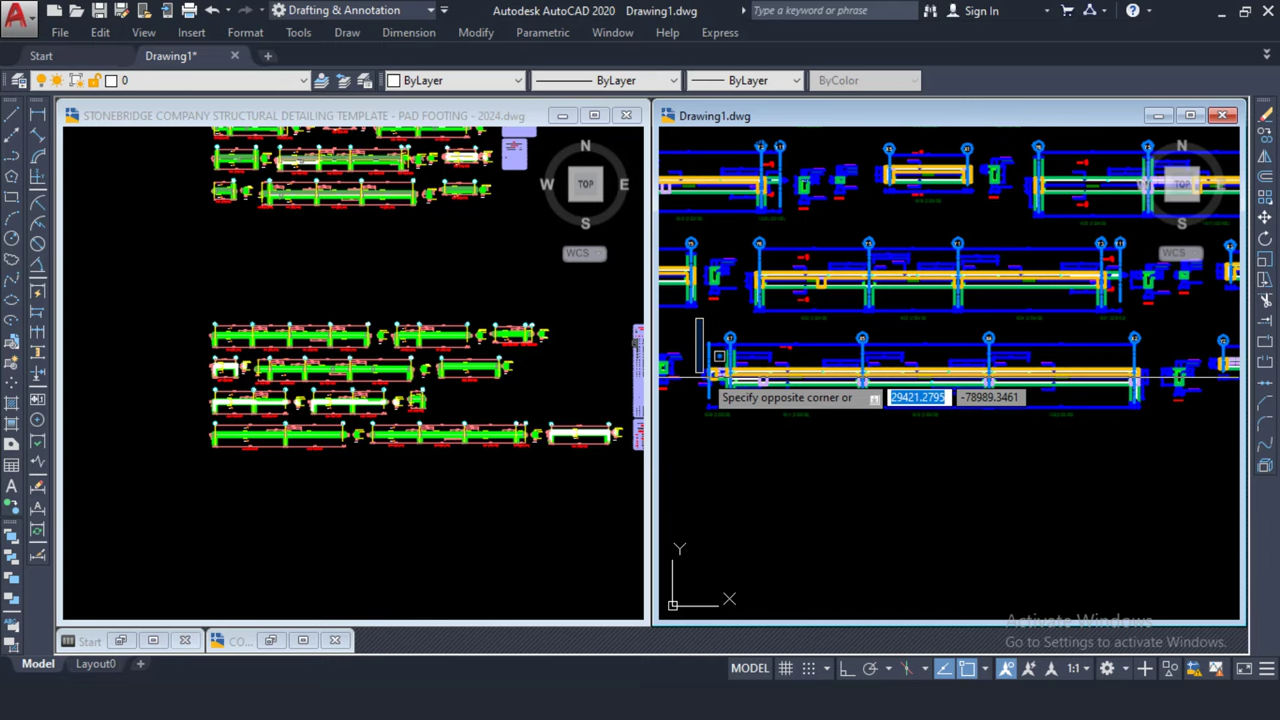 Drafting & Annotation
Autodesk AutoCAD 2020 Drawing1.dwg
Type a keyword or phrase
Sign In
File Edit View Insert Format Tools Draw Dimension Modify Parametric Window Help Express
Start
Drawing1*
0
ByLayer
ByLayer
ByLayer
ByColor
STONEBRIDGE COMPANY STRUCTURAL DETAILING TEMPLATE - PAD FOOTING - 2024.dwg
Drawing1.dwg
N
W TOP E
S
WCS
N
W TOP E
S
WCS
Specify opposite corner or
29421.2795
-78989.3461
Y
X
Activate Windows
Go to Settings to activate Windows.
Start
CO...
Model Layout0
MODEL
1:1